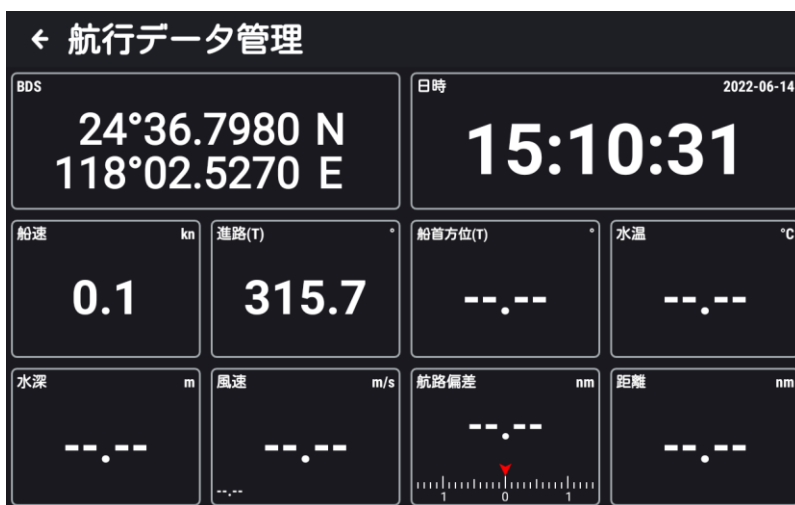 ← 航行データ管理
BDS
24°36.7980 N
118°02.5270 E
日時 2022-06-14
15:10:31
船速 kn
0.1
進路(T) °
315.7
船首方位(T) °
--.--
水温 °C
--.--
水深 m
--.--
風速 m/s
--.--
--.--
航路偏差 nm
--.--
1 0 1
距離 nm
--.--